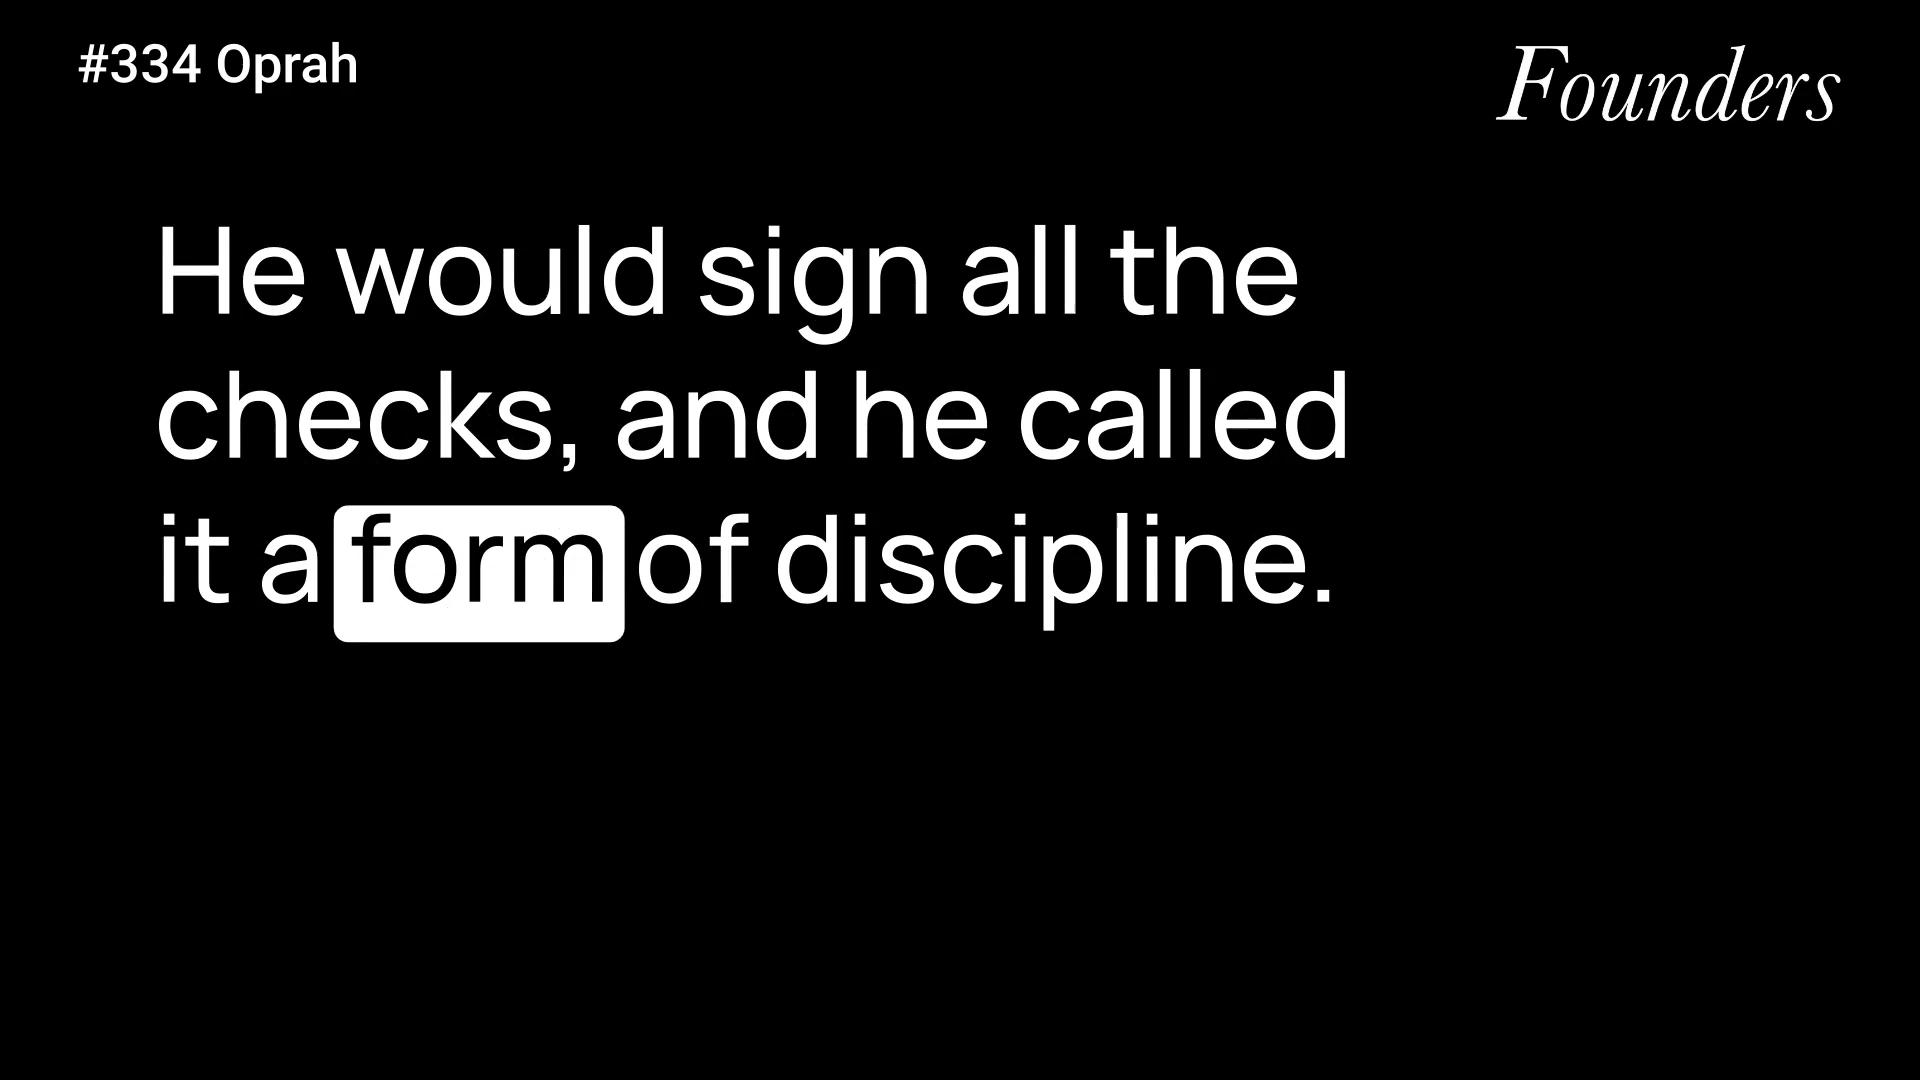 #334 Oprah
Founders
He would sign all the
checks, and he called
it a form of discipline.